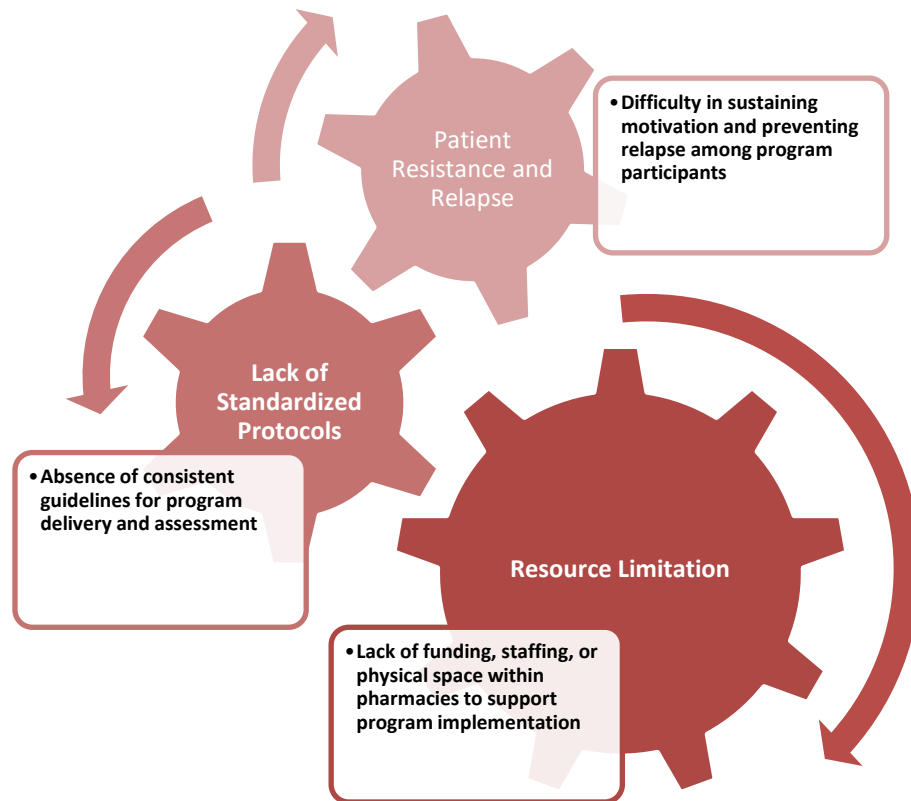 Patient
Resistance and
Relapse
•Difficulty in sustaining
motivation and preventing
relapse among program
participants
Lack of
Standardized
Protocols
•Absence of consistent
guidelines for program
delivery and assessment
Resource Limitation
•Lack of funding, staffing, or
physical space within
pharmacies to support
program implementation